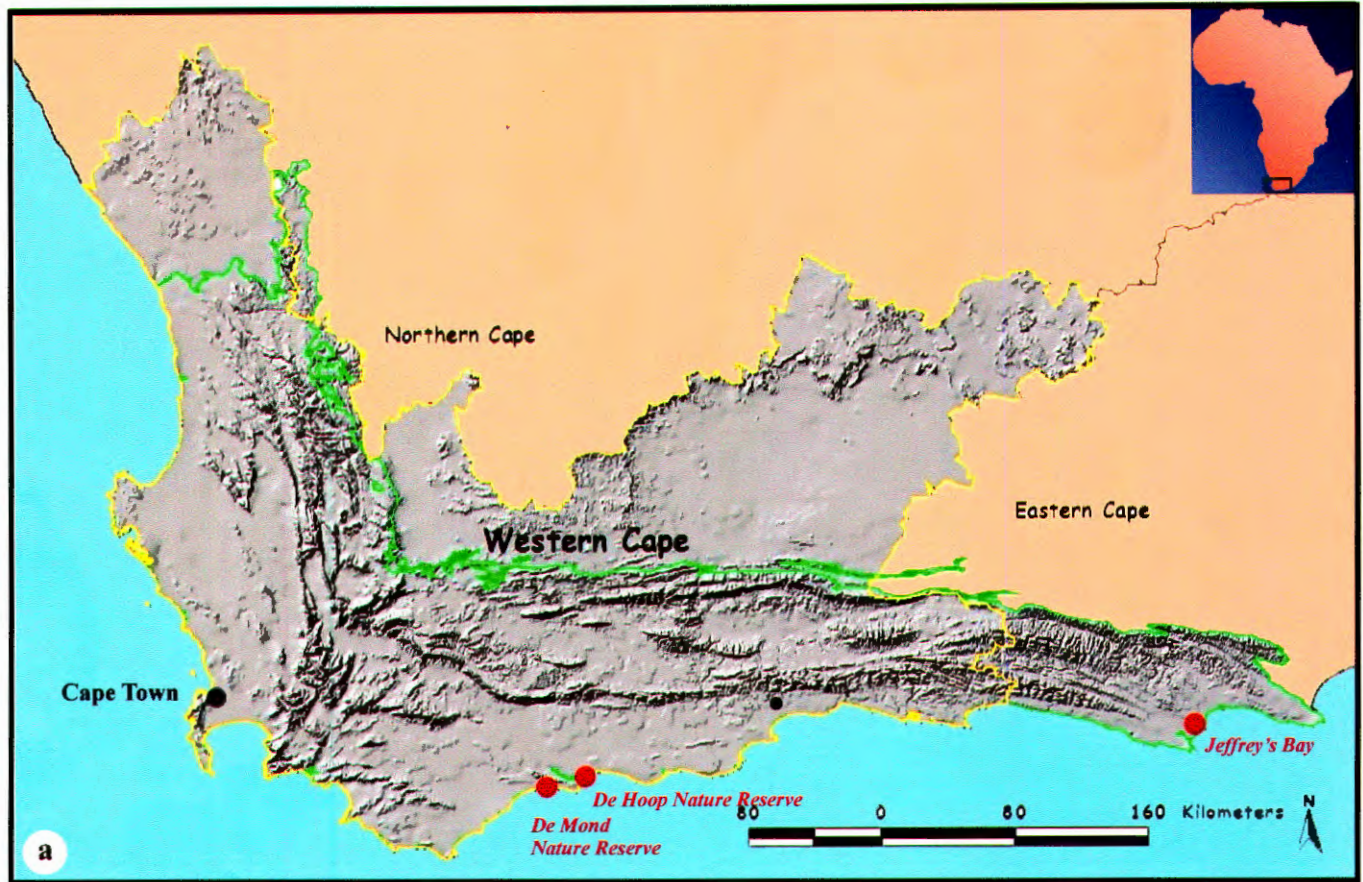 Northern Cape
Eastern Cape
Western Cape
Cape Town
Jeffrey's Bay
De Hoop Nature Reserve
De Mond
Nature Reserve
80 0 80 160 Kilometers
N
a